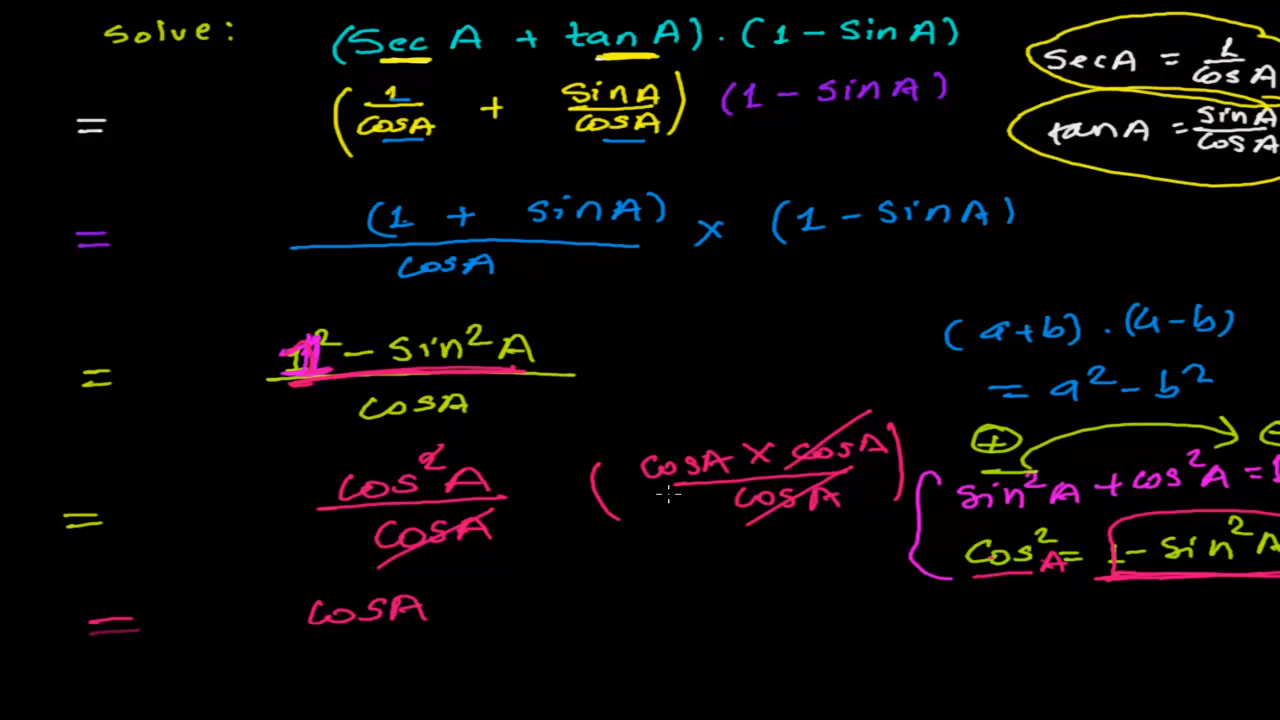 solve: (Sec A + tan A) . (1 - sin A)
= (1/cosA + sinA/cosA) (1 - sin A)
= (1 + sinA)/cosA × (1 - sinA)
= 1² - sin²A / cosA
= cos²A / cosA (cosA × cosA / cosA)
= cosA
secA = 1/cosA
tanA = sinA/cosA
(a+b) . (a-b)
= a² - b²
+
sin²A + cos²A = 1
cos²A = 1 - sin²A